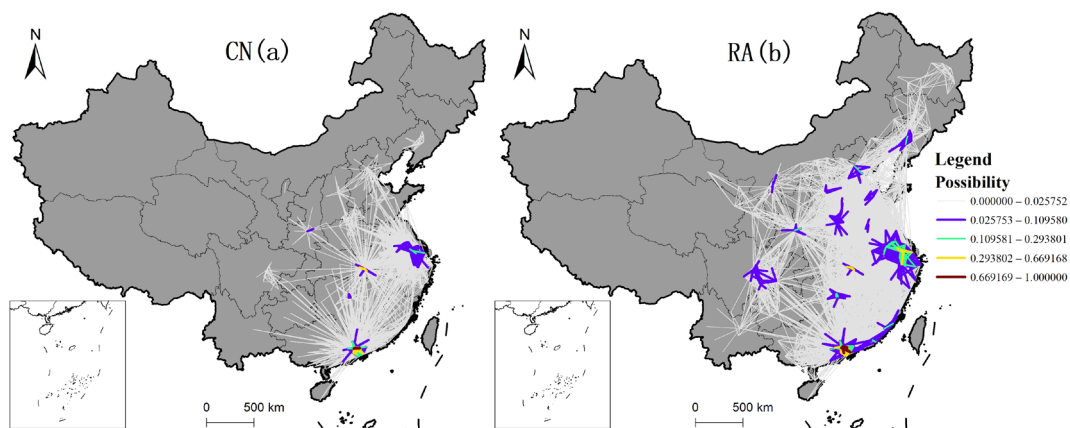 N
CN(a)
0 500 km
N
RA(b)
0 500 km
Legend
Possibility
0.000000 – 0.025752
0.025753 – 0.109580
0.109581 – 0.293801
0.293802 – 0.669168
0.669169 – 1.000000